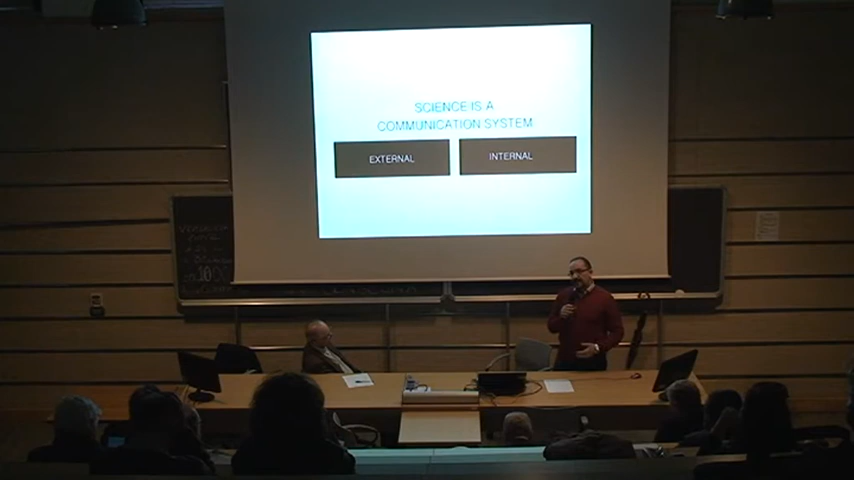 SCIENCE IS A
COMMUNICATION SYSTEM
EXTERNAL
INTERNAL